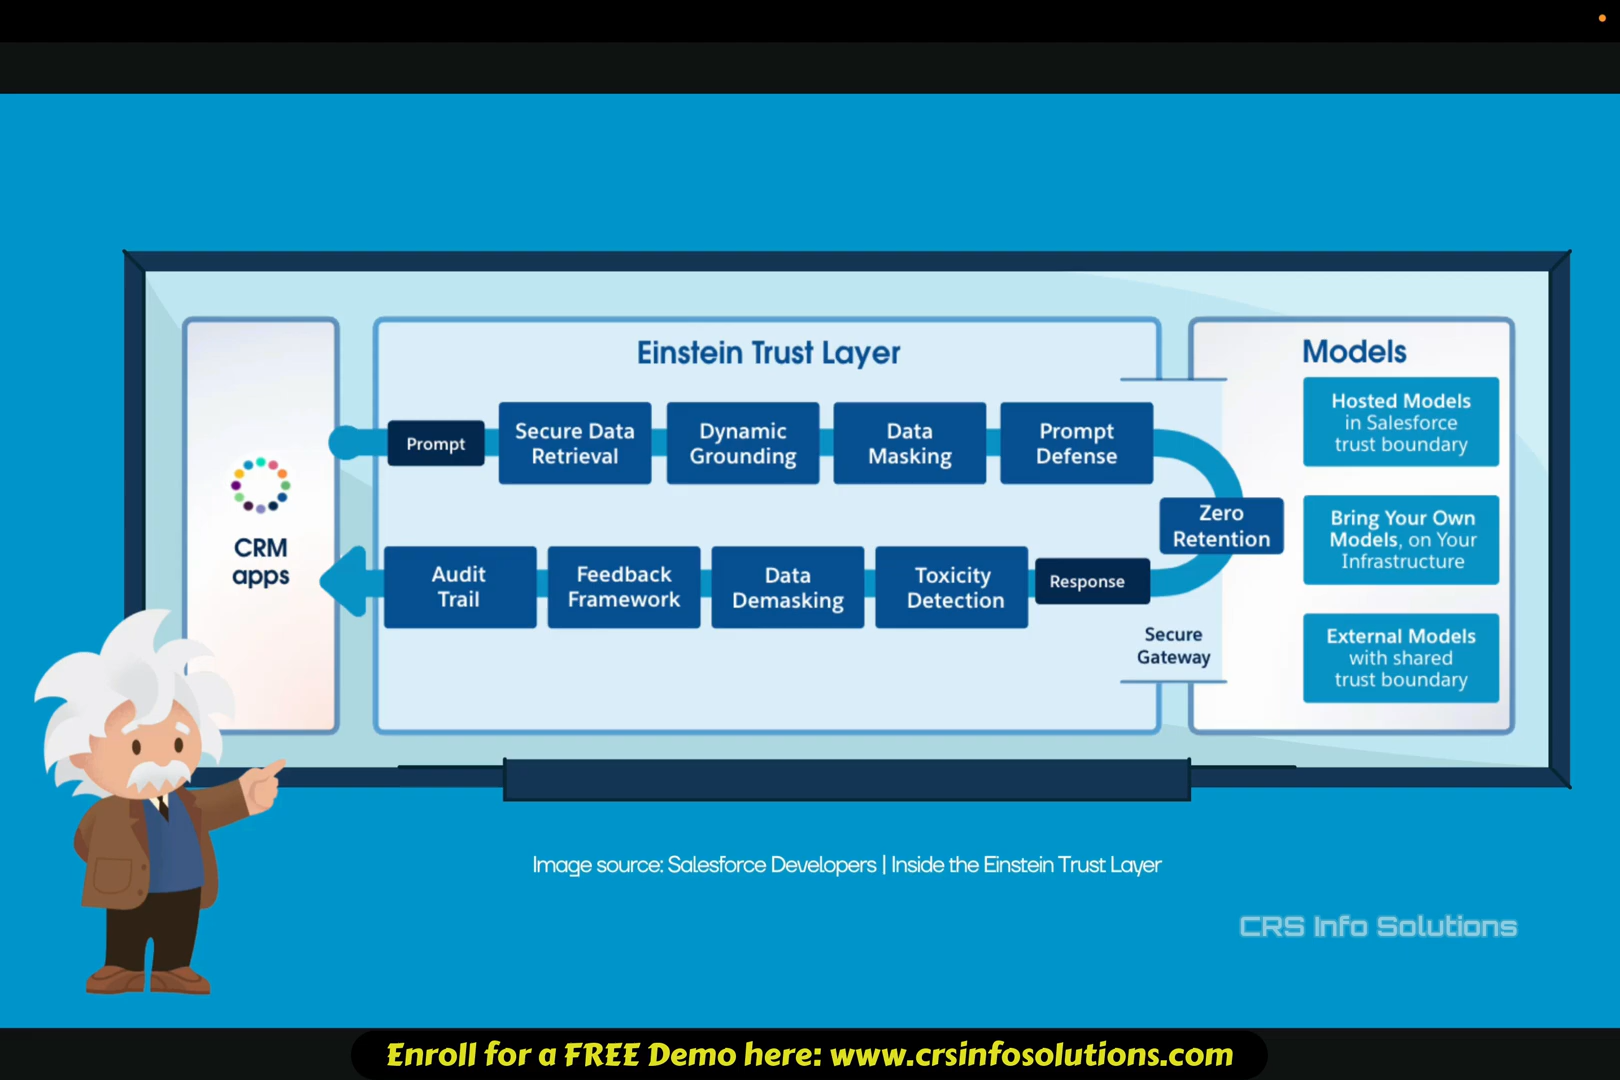 Einstein Trust Layer
Models
CRM
apps
Prompt
Secure Data
Retrieval
Dynamic
Grounding
Data
Masking
Prompt
Defense
Zero
Retention
Audit
Trail
Feedback
Framework
Data
Demasking
Toxicity
Detection
Response
Secure
Gateway
Hosted Models
in Salesforce
trust boundary
Bring Your Own
Models, on Your
Infrastructure
External Models
with shared
trust boundary
Image source: Salesforce Developers | Inside the Einstein Trust Layer
CRS Info Solutions
Enroll for a FREE Demo here: www.crsinfosolutions.com